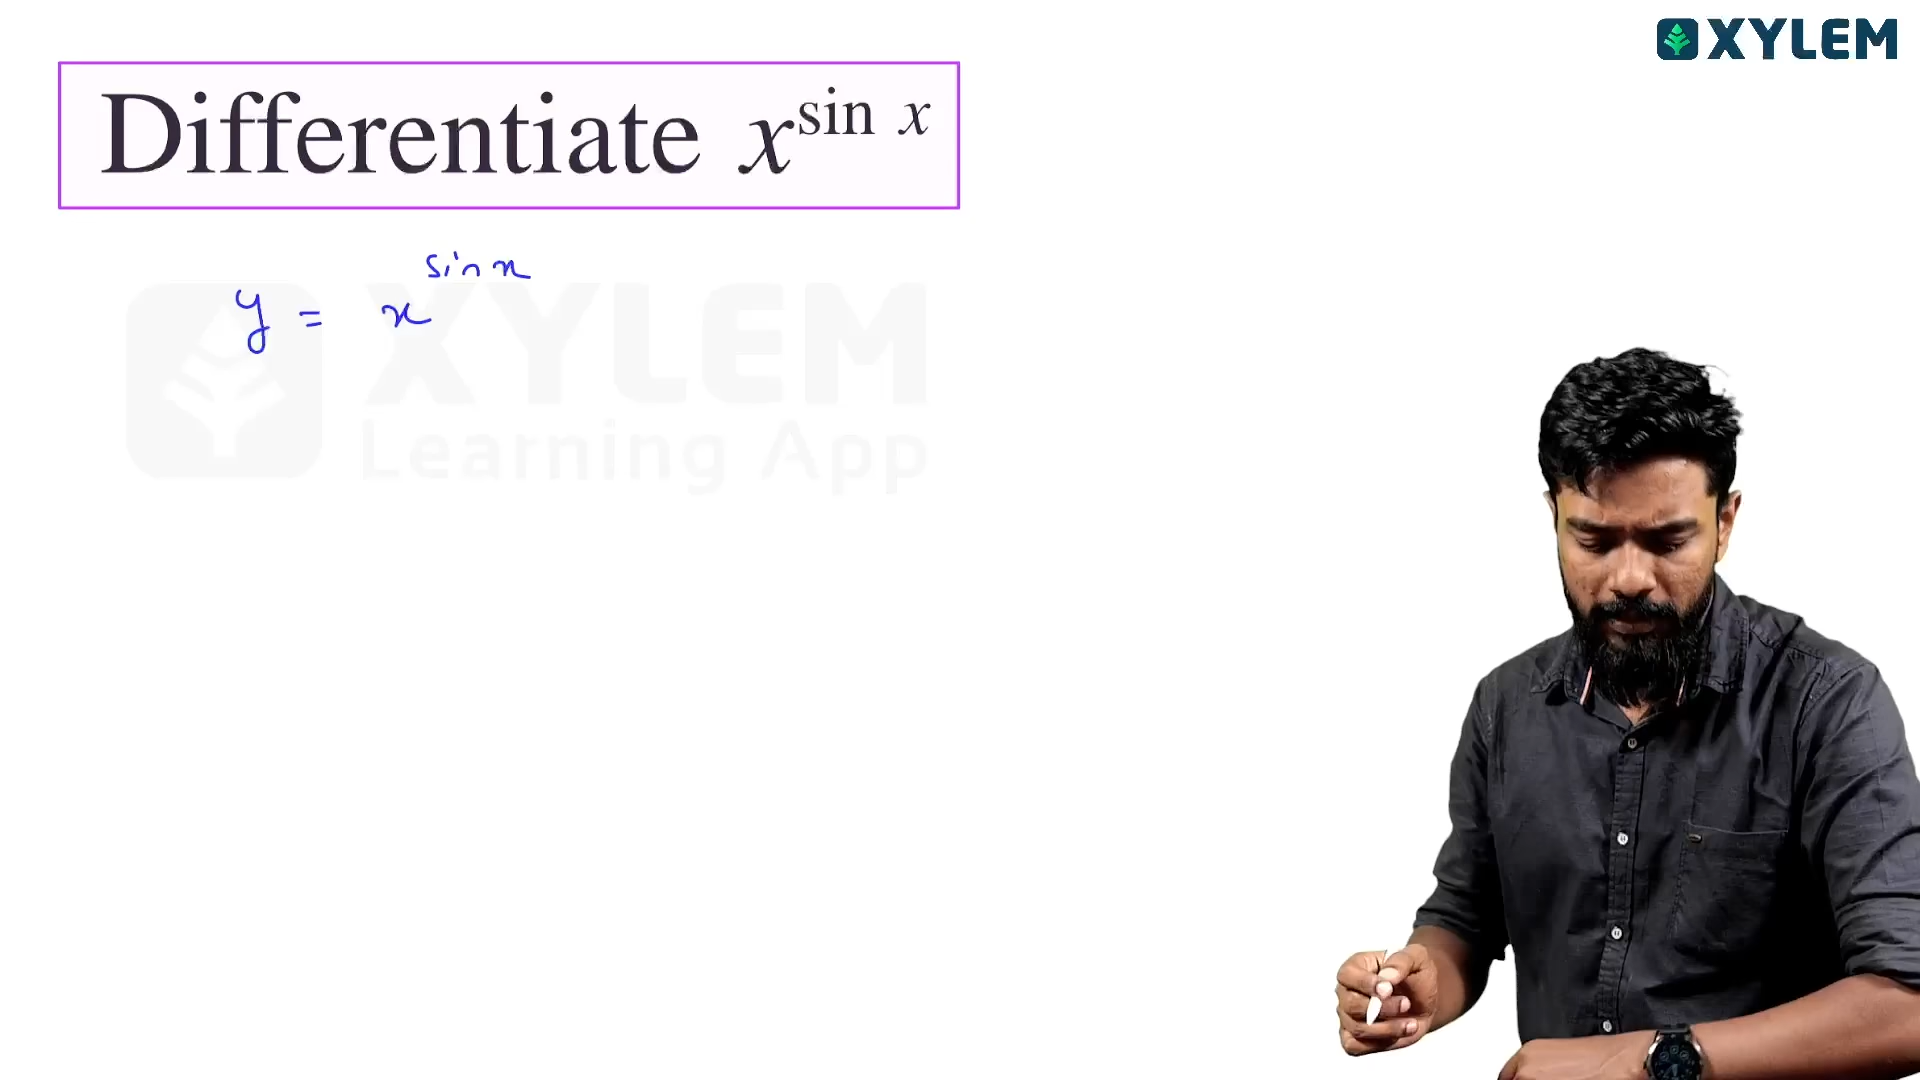 XYLEM
Differentiate x^{sin x}
y = x^{sin x}
XYLEM
Learning App